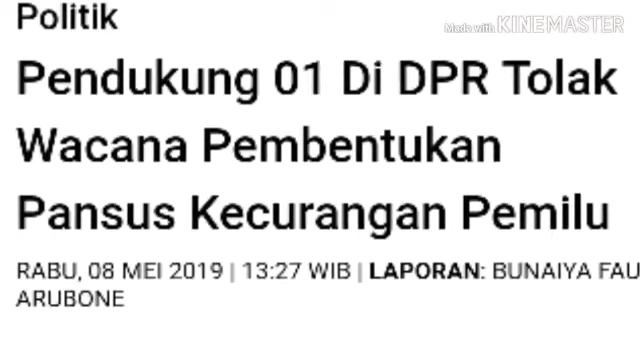 Politik
Made with KINEMASTER
Pendukung 01 Di DPR Tolak
Wacana Pembentukan
Pansus Kecurangan Pemilu
RABU, 08 MEI 2019 | 13:27 WIB | LAPORAN: BUNAIYA FAU
ARUBONE